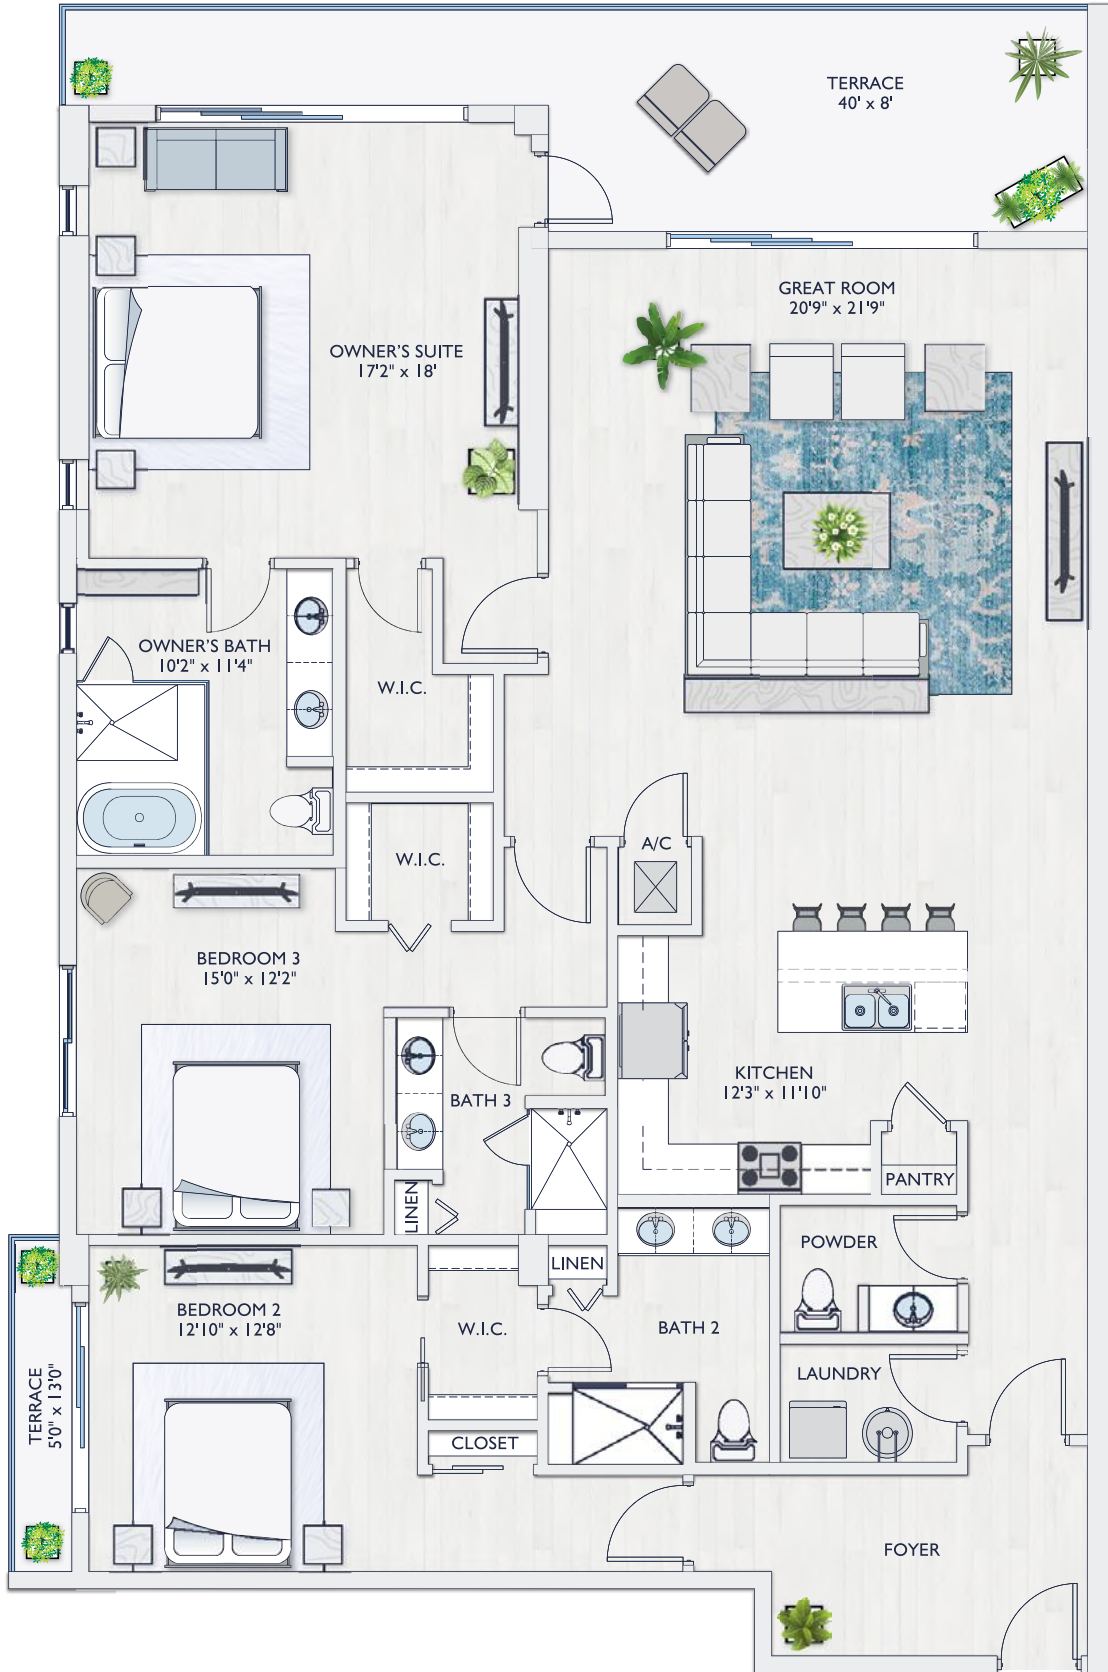 TERRACE
40' x 8'
GREAT ROOM
20'9" x 21'9"
OWNER'S SUITE
17'2" x 18'
OWNER'S BATH
10'2" x 11'4"
W.I.C.
W.I.C.
A/C
BEDROOM 3
15'0" x 12'2"
KITCHEN
12'3" x 11'10"
BATH 3
PANTRY
LINEN
POWDER
LINEN
BEDROOM 2
12'10" x 12'8"
W.I.C.
BATH 2
LAUNDRY
TERRACE
5'0" x 13'0"
CLOSET
FOYER